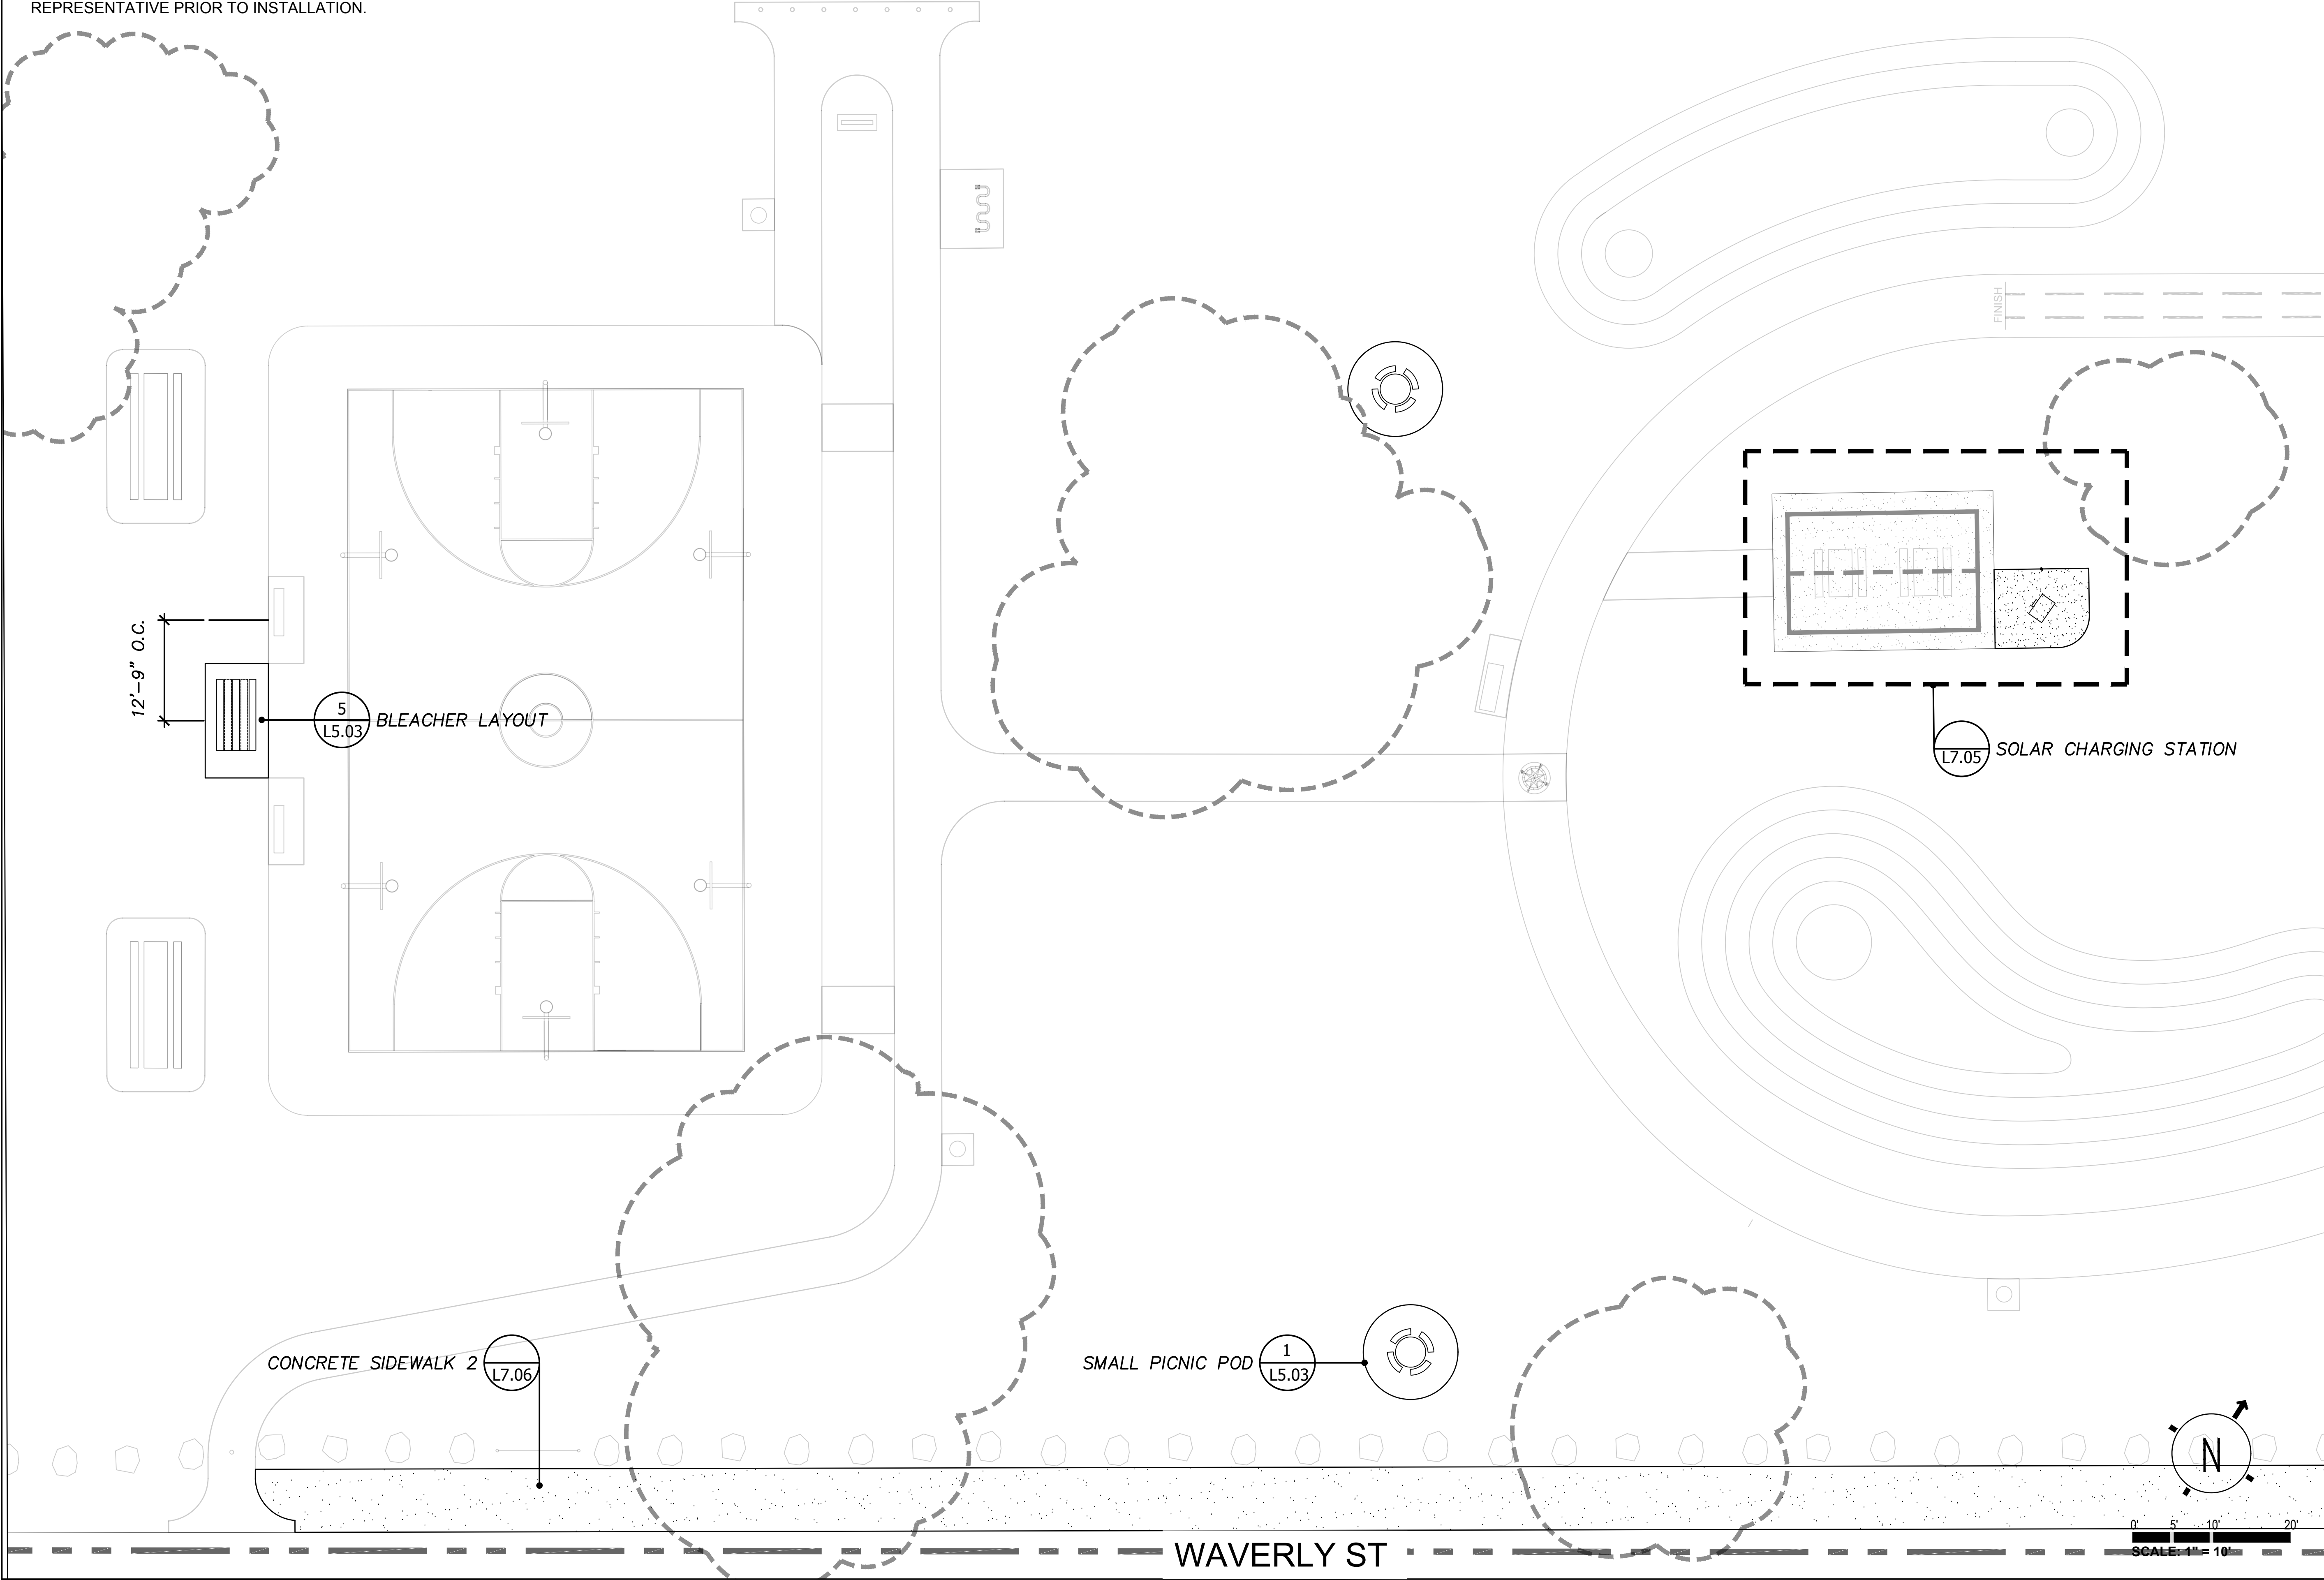 REPRESENTATIVE PRIOR TO INSTALLATION.
FINISH
12'-9" O.C.
5
L5.03
BLEACHER LAYOUT
L7.05
SOLAR CHARGING STATION
CONCRETE SIDEWALK 2
L7.06
SMALL PICNIC POD
1
L5.03
N
0' 5' 10' 20'
SCALE: 1" = 10'
WAVERLY ST